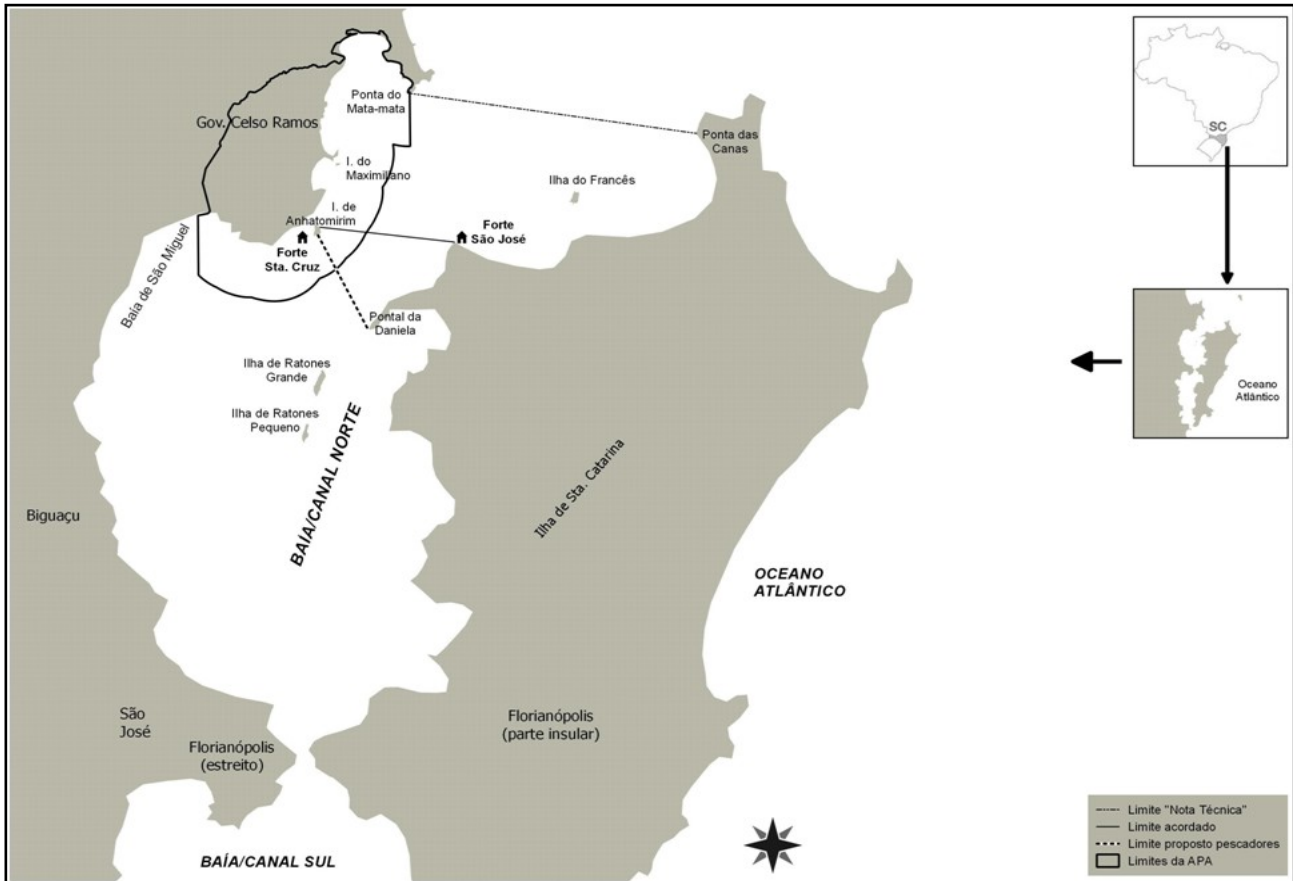 Ponta do
Mata-mata
Gov. Celso Ramos
Ponta das
Canas
I. do
Maximiliano
Ilha do Francês
I. de
Anhatomirim
Forte
São José
Forte
Sta. Cruz
Baía de São Miguel
Pontal da
Daniela
Ilha de Ratones
Grande
Ilha de Ratones
Pequeno
BAÍA/CANAL NORTE
Ilha de Sta. Catarina
Biguaçu
OCEANO
ATLÂNTICO
São
José
Florianópolis
(estreito)
Florianópolis
(parte insular)
BAÍA/CANAL SUL
SC
Oceano
Atlântico
Limite "Nota Técnica"
Limite acordado
Limite proposto pescadores
Limites da APA